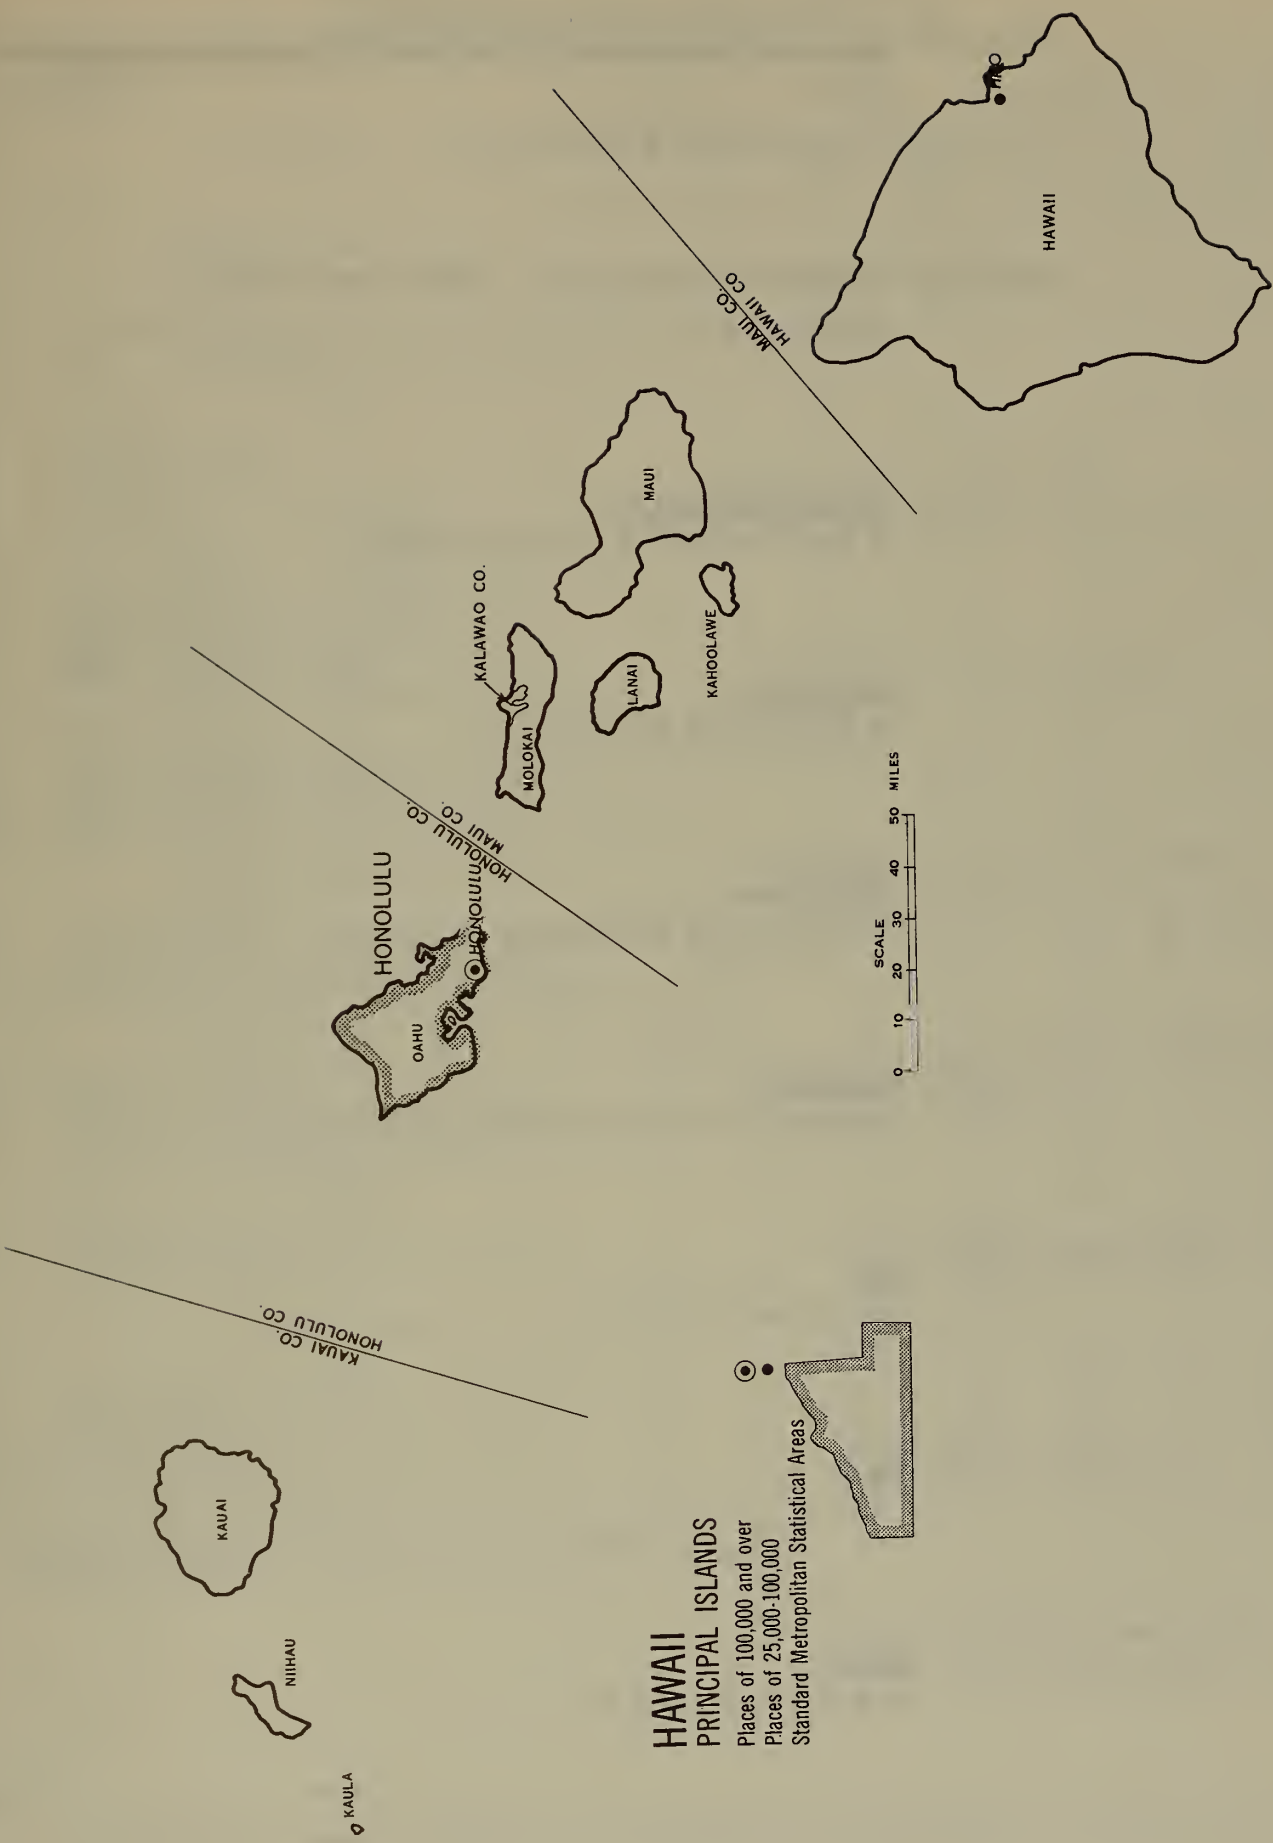 KAULA
NIIHAU
KAUAI
KAUAI CO.
HONOLULU CO.
OAHU
HONOLULU
HONOLULU
HONOLULU CO.
MAUI CO.
MOLOKAI
KALAWAO CO.
LANAI
KAHOOLAWE
MAUI
MAUI CO.
HAWAII CO
HAWAII
HILO
HAWAII
PRINCIPAL ISLANDS
Places of 100,000 and over
Places of 25,000-100,000
Standard Metropolitan Statistical Areas
SCALE
0 10 20 30 40 50 MILES